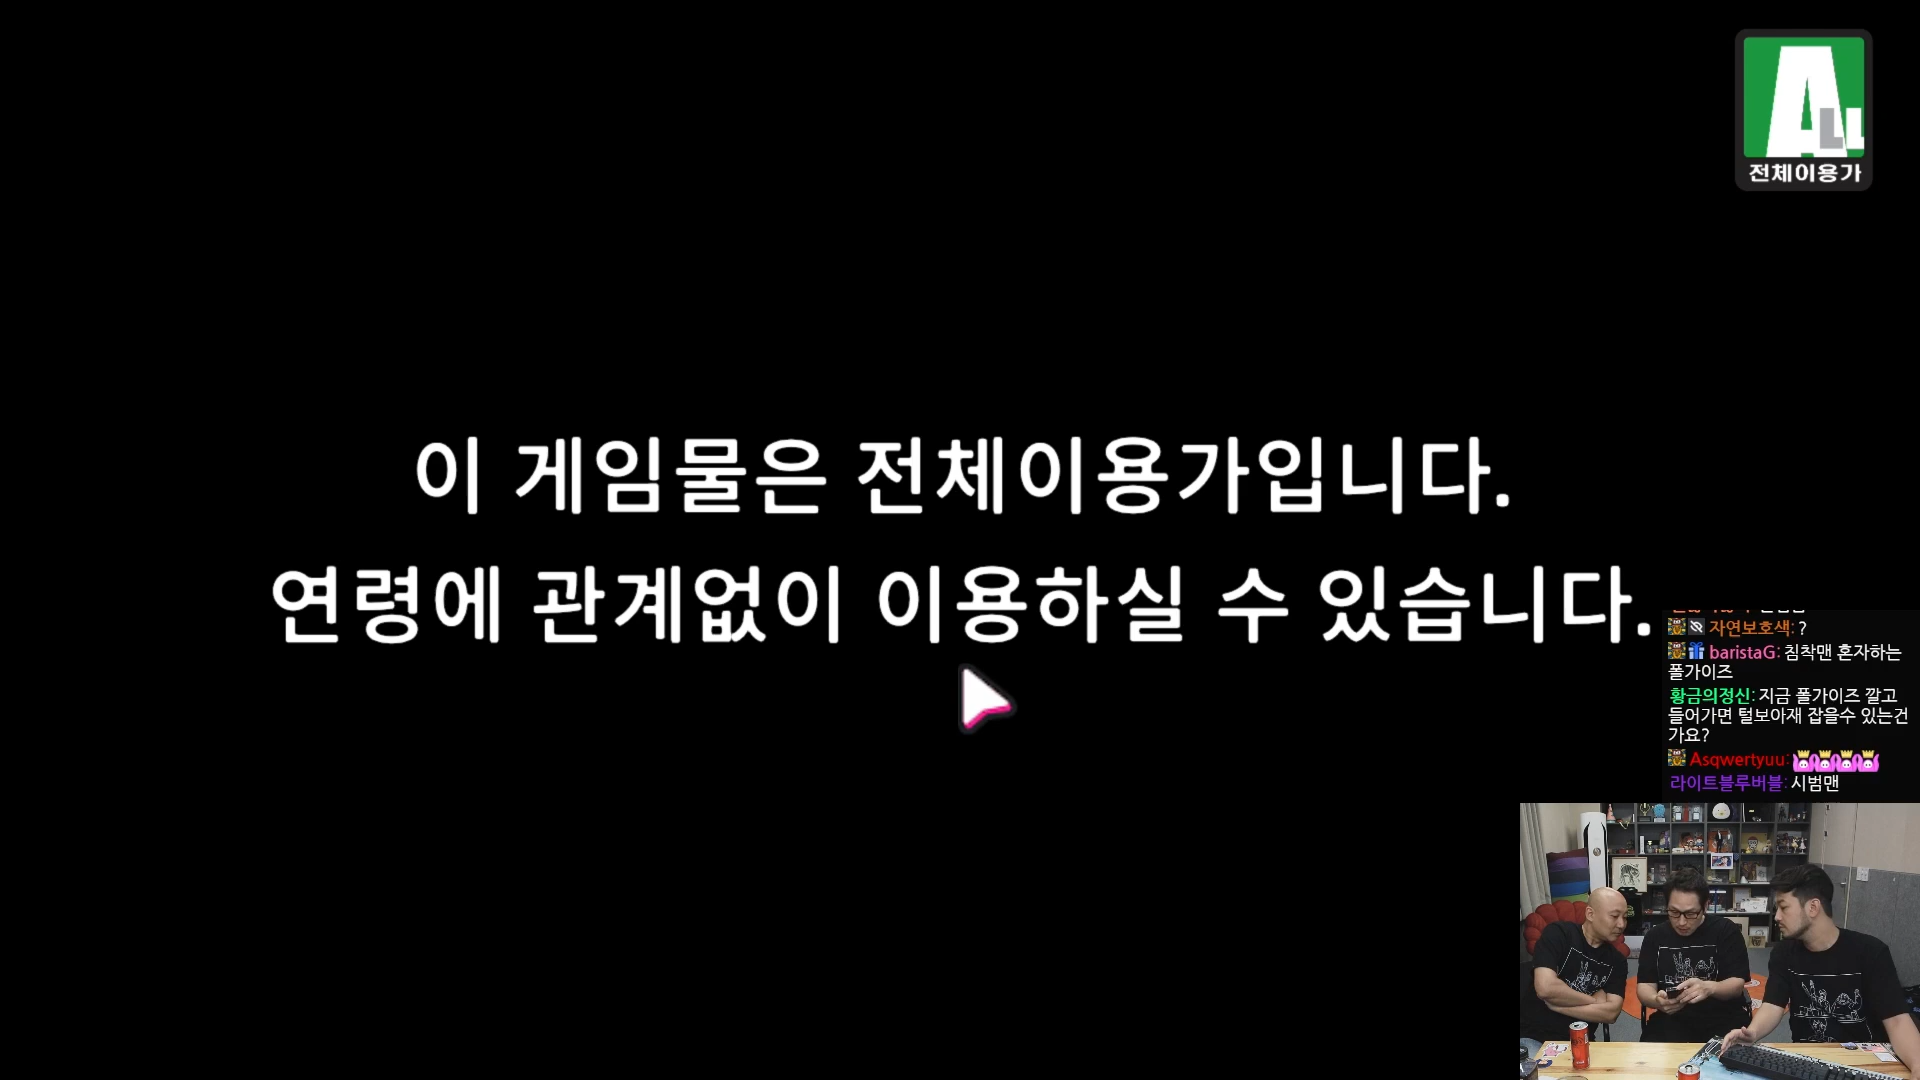 ALL
전체이용가
이 게임물은 전체이용가입니다.
연령에 관계없이 이용하실 수 있습니다.
자연보호색: ?
baristaG: 침착맨 혼자하는
폴가이즈
황금의정신: 지금 폴가이즈 깔고
들어가면 털보아재 잡을수 있는건
가요?
Asqwertyuu:
라이트블루버블: 시범맨